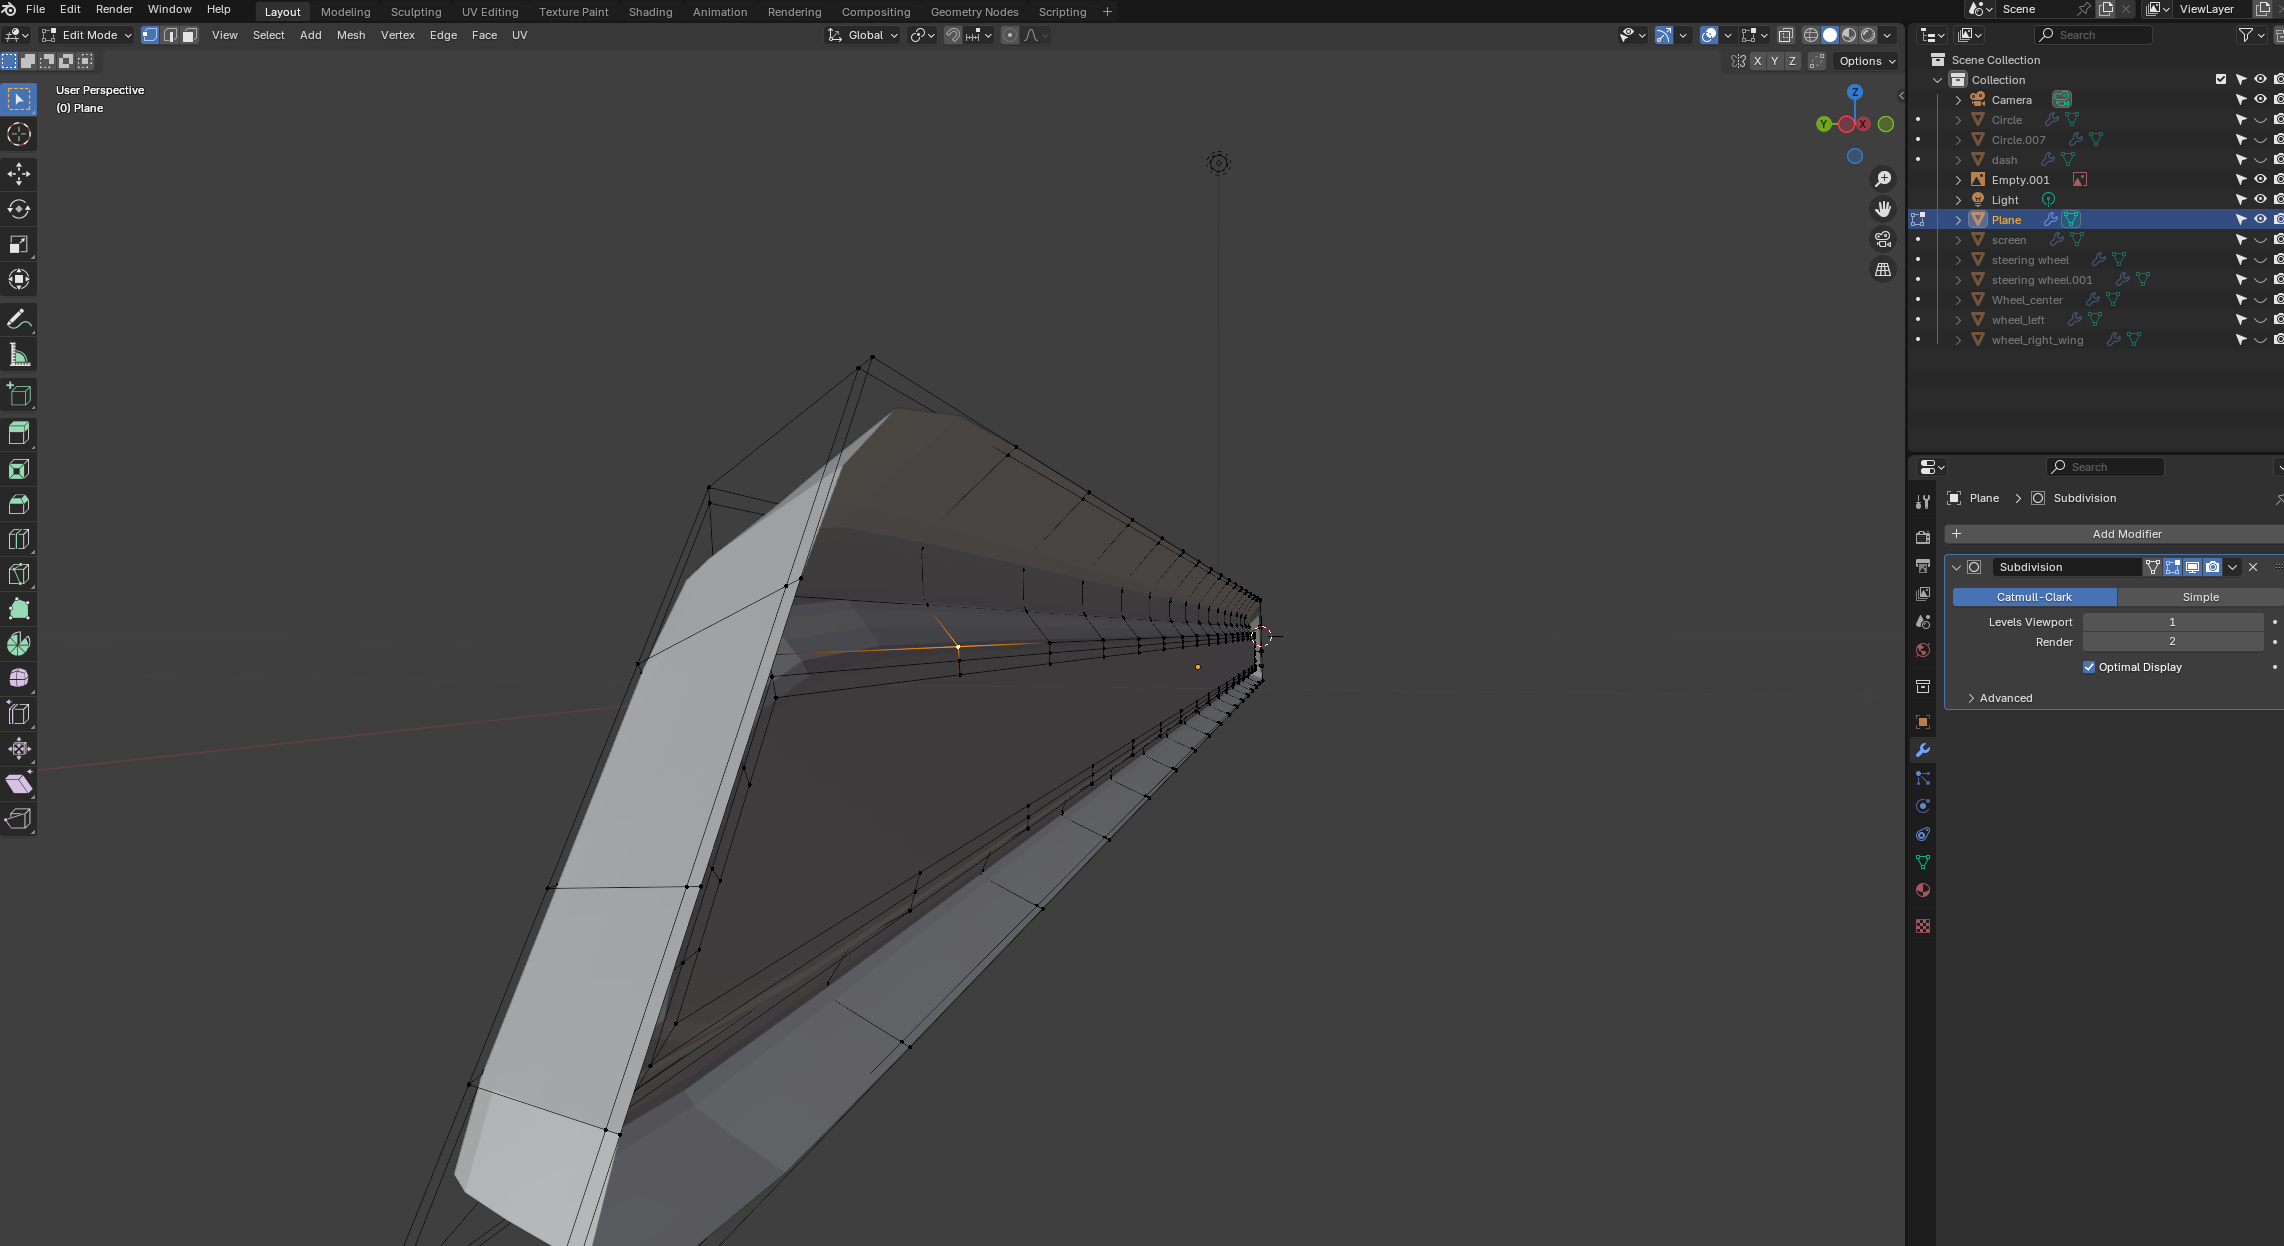 File Edit Render Window Help Layout Modeling Sculpting UV Editing Texture Paint Shading Animation Rendering Compositing Geometry Nodes Scripting + Scene ViewLayer
Edit Mode View Select Add Mesh Vertex Edge Face UV Global Search
X Y Z Options
User Perspective
(0) Plane
Z
Y X
Scene Collection
Collection
Camera
Circle
Circle.007
dash
Empty.001
Light
Plane
screen
steering wheel
steering wheel.001
Wheel_center
wheel_left
wheel_right_wing
Search
Plane > Subdivision
+ Add Modifier
Subdivision
Catmull-Clark Simple
Levels Viewport 1
Render 2
Optimal Display
Advanced